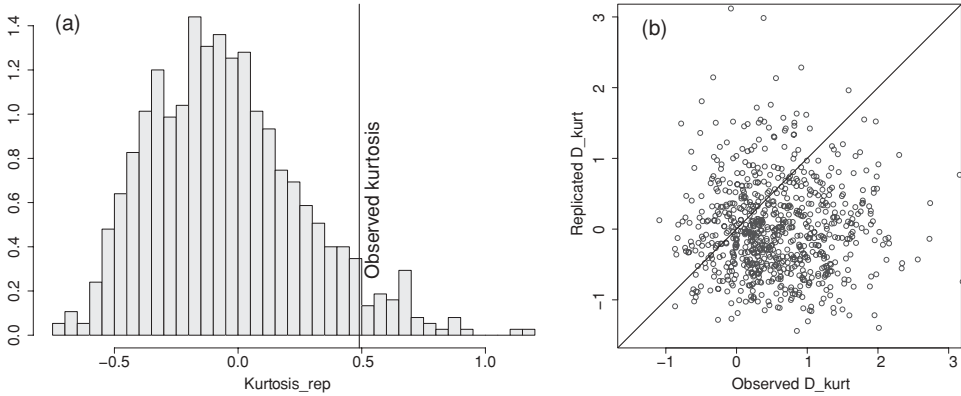 (a)
1.4
1.2
1.0
0.8
0.6
0.4
0.2
0.0
Observed kurtosis
−0.5 0.0 0.5 1.0
Kurtosis_rep
(b)
3
2
1
0
−1
Replicated D_kurt
−1 0 1 2 3
Observed D_kurt